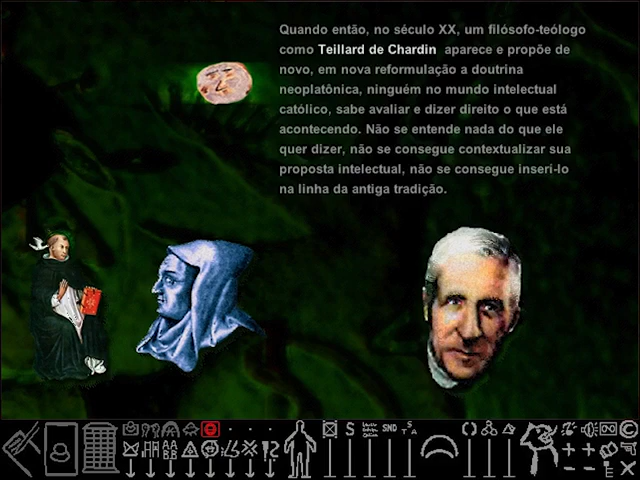 Quando então, no século XX, um filósofo-teólogo
como Teillard de Chardin aparece e propõe de
novo, em nova reformulação a doutrina
neoplatônica, ninguém no mundo intelectual
católico, sabe avaliar e dizer direito o que está
acontecendo. Não se entende nada do que ele
quer dizer, não se consegue contextualizar sua
proposta intelectual, não se consegue inserí-lo
na linha da antiga tradição.
S
SND